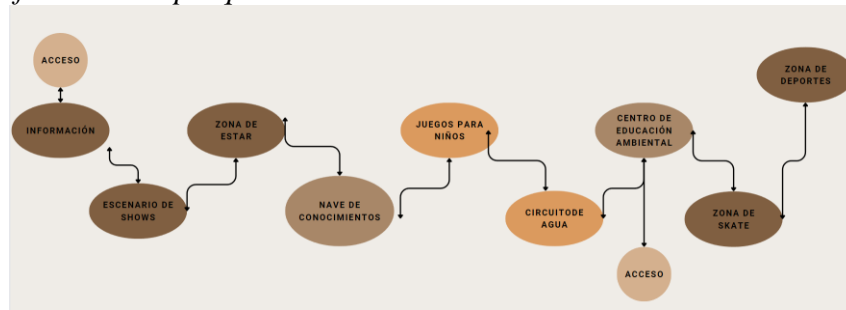 ACCESO
INFORMACIÓN
ESCENARIO DE
SHOWS
ZONA DE
ESTAR
NAVE DE
CONOCIMIENTOS
JUEGOS PARA
NIÑOS
CIRCUITODE
AGUA
CENTRO DE
EDUCACIÓN
AMBIENTAL
ACCESO
ZONA DE
SKATE
ZONA DE
DEPORTES